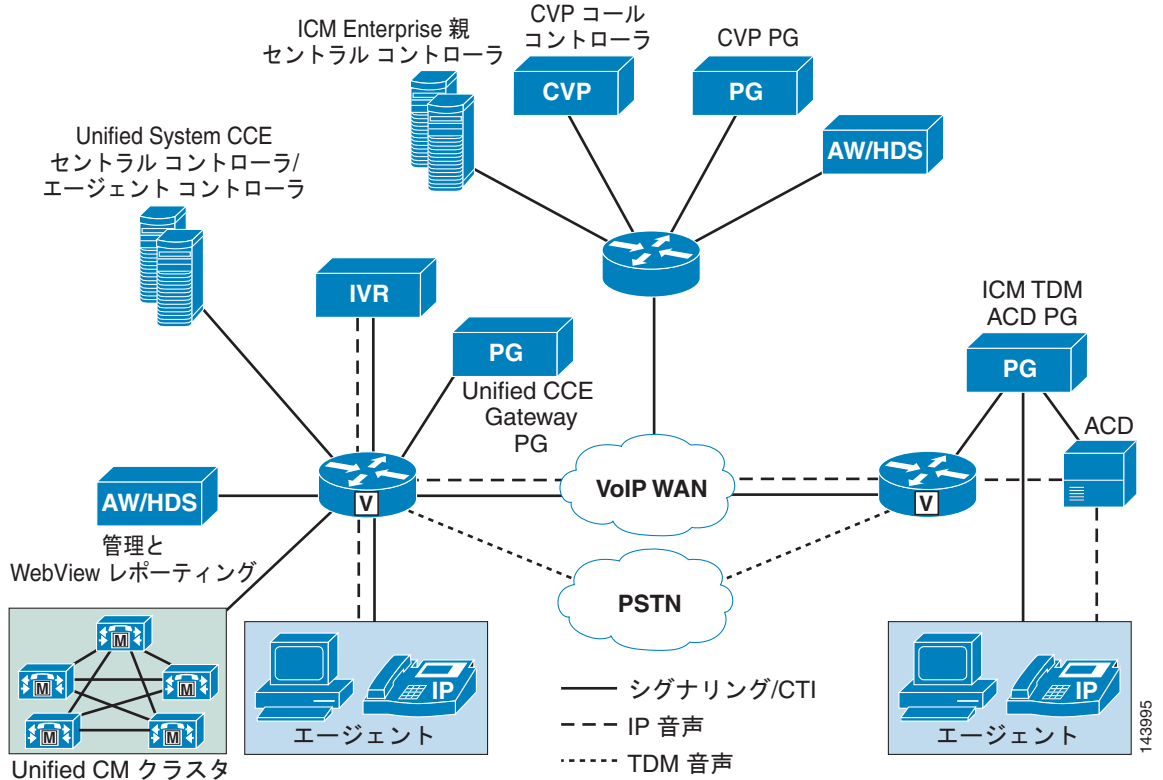 ICM Enterprise 親
セントラル コントローラ
CVP コール
コントローラ
CVP PG
CVP
PG
AW/HDS
Unified System CCE
セントラル コントローラ/
エージェント コントローラ
IVR
PG
Unified CCE
Gateway
PG
ICM TDM
ACD PG
PG
ACD
AW/HDS
管理と
WebView レポーティング
V
VoIP WAN
V
PSTN
M
M
M
M
M
Unified CM クラスタ
IP
エージェント
シグナリング/CTI
IP 音声
TDM 音声
IP
エージェント
143995